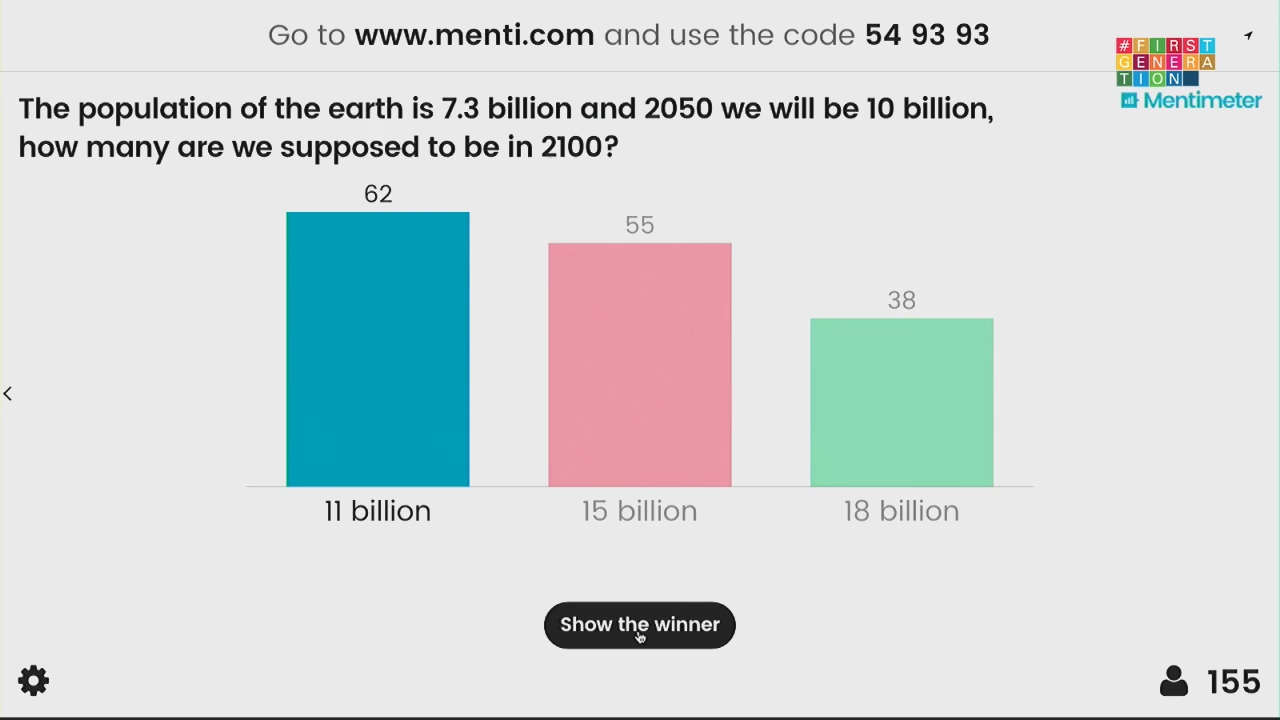 Go to www.menti.com and use the code 54 93 93
#FIRST
GENERA
TION
Mentimeter
The population of the earth is 7.3 billion and 2050 we will be 10 billion,
how many are we supposed to be in 2100?
62
55
38
11 billion
15 billion
18 billion
Show the winner
155